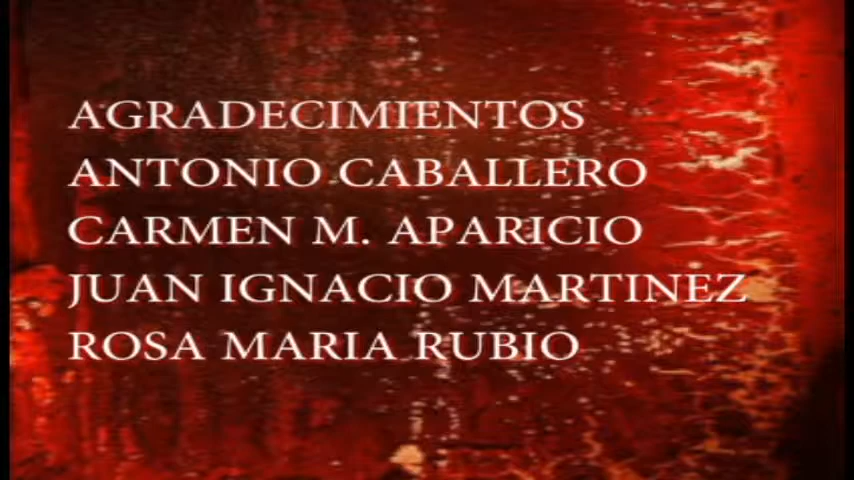 AGRADECIMIENTOS
ANTONIO CABALLERO
CARMEN M. APARICIO
JUAN IGNACIO MARTINEZ
ROSA MARIA RUBIO